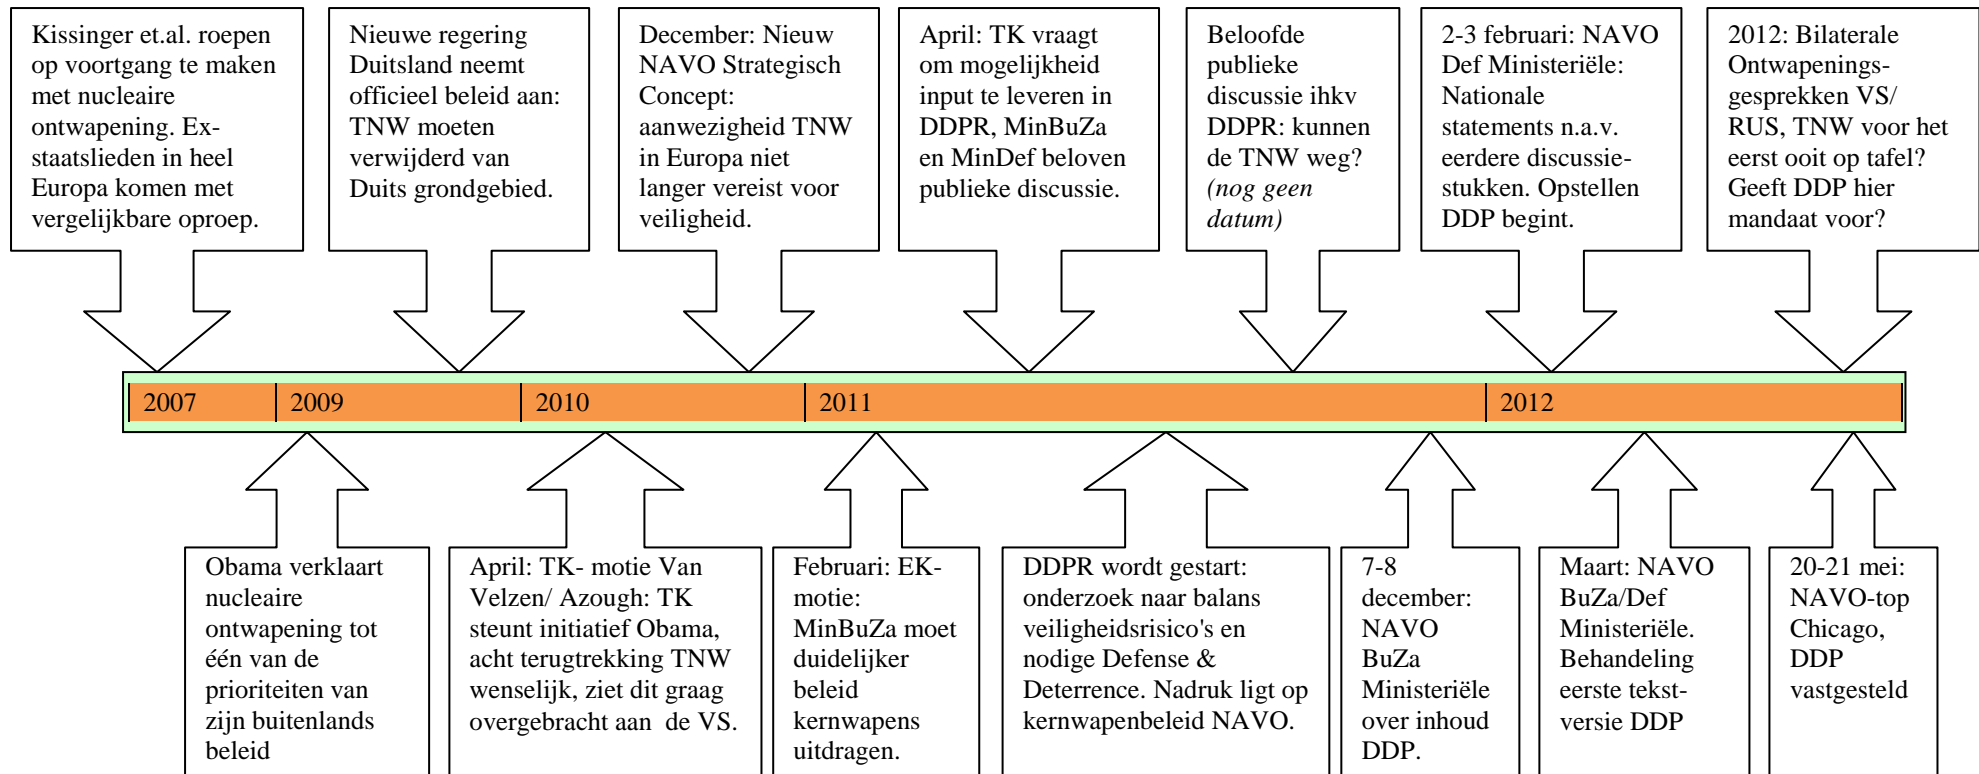 Kissinger et.al. roepen
op voortgang te maken
met nucleaire
ontwapening. Ex-
staatslieden in heel
Europa komen met
vergelijkbare oproep.
Nieuwe regering
Duitsland neemt
officieel beleid aan:
TNW moeten
verwijderd van
Duits grondgebied.
December: Nieuw
NAVO Strategisch
Concept:
aanwezigheid TNW
in Europa niet
langer vereist voor
veiligheid.
April: TK vraagt
om mogelijkheid
input te leveren in
DDPR, MinBuZa
en MinDef beloven
publieke discussie.
Beloofde
publieke
discussie ihkv
DDPR: kunnen
de TNW weg?
(nog geen
datum)
2-3 februari: NAVO
Def Ministeriële:
Nationale
statements n.a.v.
eerdere discussie-
stukken. Opstellen
DDP begint.
2012: Bilaterale
Ontwapenings-
gesprekken VS/
RUS, TNW voor het
eerst ooit op tafel?
Geeft DDP hier
mandaat voor?
2007
2009
2010
2011
2012
Obama verklaart
nucleaire
ontwapening tot
één van de
prioriteiten van
zijn buitenlands
beleid
April: TK- motie Van
Velzen/ Azough: TK
steunt initiatief Obama,
acht terugtrekking TNW
wenselijk, ziet dit graag
overgebracht aan  de VS.
Februari: EK-
motie:
MinBuZa moet
duidelijker
beleid
kernwapens
uitdragen.
DDPR wordt gestart:
onderzoek naar balans
veiligheidsrisico's en
nodige Defense &
Deterrence. Nadruk ligt op
kernwapenbeleid NAVO.
7-8
december:
NAVO
BuZa
Ministeriële
over inhoud
DDP.
Maart: NAVO
BuZa/Def
Ministeriële.
Behandeling
eerste tekst-
versie DDP
20-21 mei:
NAVO-top
Chicago,
DDP
vastgesteld